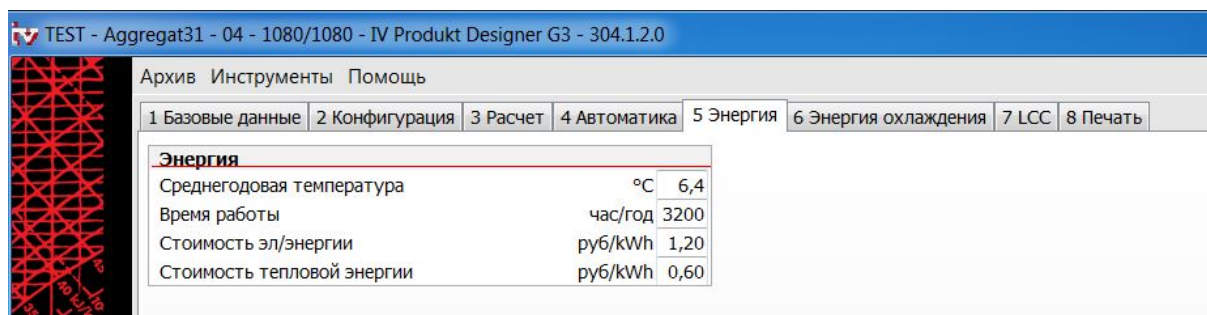 TEST - Aggregat31 - 04 - 1080/1080 - IV Produkt Designer G3 - 304.1.2.0
Архив Инструменты Помощь
1 Базовые данные 2 Конфигурация 3 Расчет 4 Автоматика 5 Энергия 6 Энергия охлаждения 7 LCC 8 Печать
Энергия
Среднегодовая температура °C 6,4
Время работы час/год 3200
Стоимость эл/энергии руб/kWh 1,20
Стоимость тепловой энергии руб/kWh 0,60